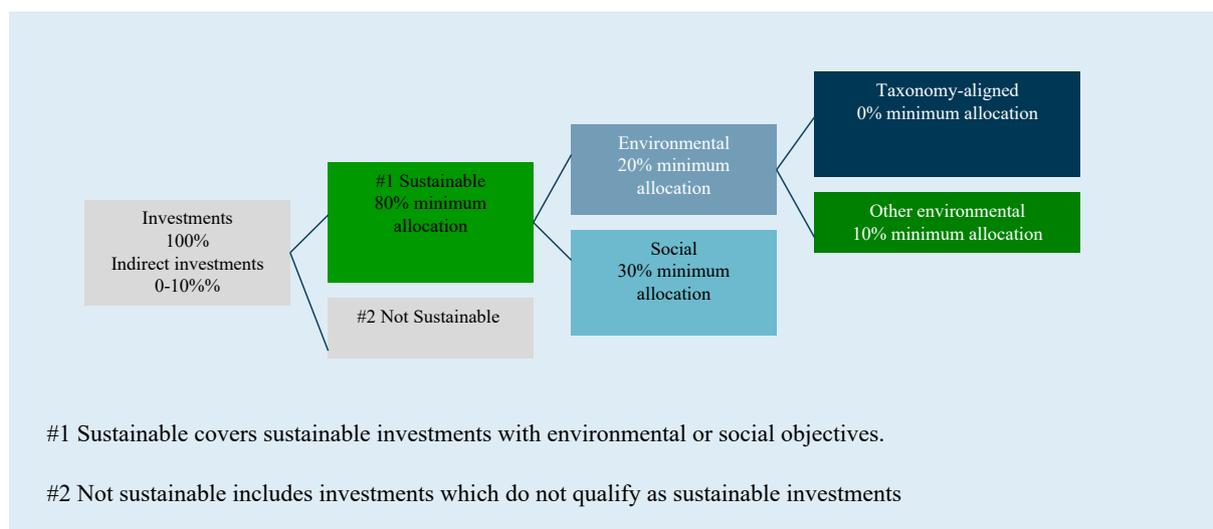 Investments
100%
Indirect investments
0-10%%
#1 Sustainable
80% minimum
allocation
#2 Not Sustainable
Environmental
20% minimum
allocation
Social
30% minimum
allocation
Taxonomy-aligned
0% minimum allocation
Other environmental
10% minimum allocation
#1 Sustainable covers sustainable investments with environmental or social objectives.
#2 Not sustainable includes investments which do not qualify as sustainable investments